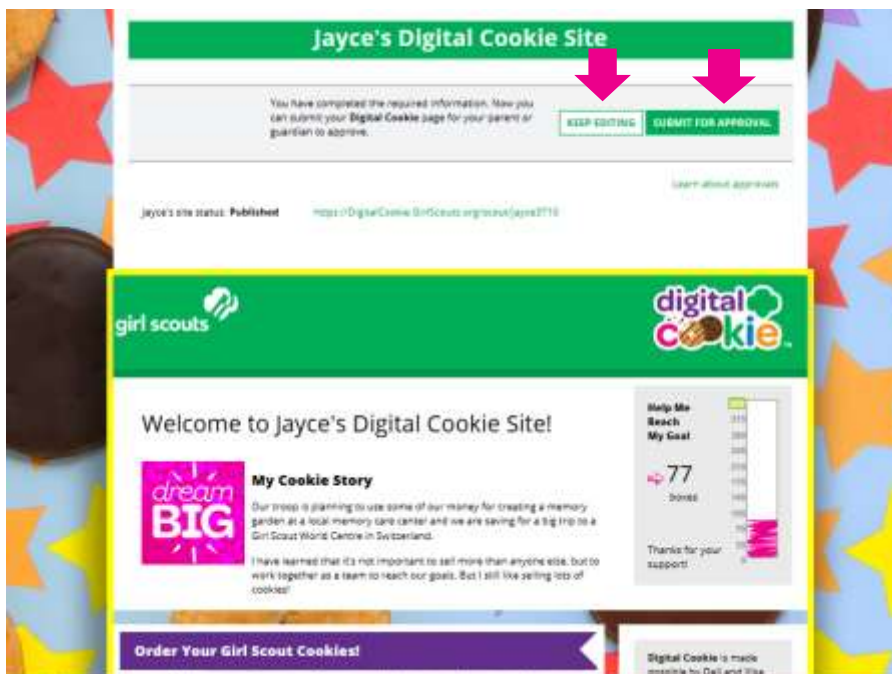 Jayce's Digital Cookie Site
You have completed the required information. Now you
can submit your Digital Cookie page for your parent or
guardian to approve.
KEEP EDITING
SUBMIT FOR APPROVAL
Learn about approvals
Jayce's site status: Published
girl scouts
digital
cookie
Welcome to Jayce's Digital Cookie Site!
dream
BIG
My Cookie Story
Our troop is planning to use some of our money for creating a memory
garden at a local memory care center and we are saving for a big trip to a
Girl Scout World Centre in Switzerland.
I have learned that it's not important to sell more than anyone else, but to
work together as a team to reach our goals. But I still like selling lots of
cookies!
Help Me
Reach
My Goal
77
boxes
Thanks for your
support!
Order Your Girl Scout Cookies!
Digital Cookie is made
possible by Dell and Visa